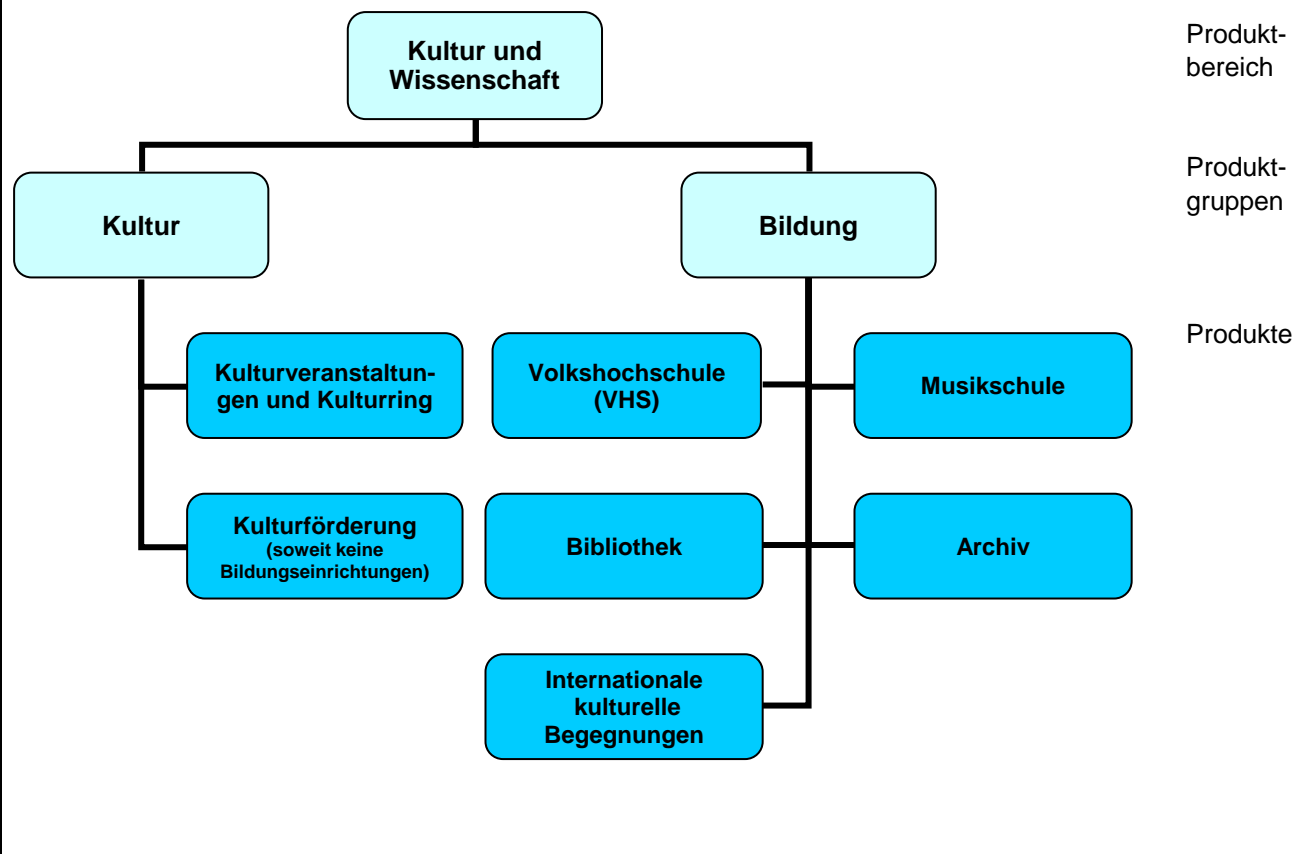 Kultur und
Wissenschaft
Produkt-
bereich
Kultur
Bildung
Produkt-
gruppen
Kulturveranstaltun-
gen und Kulturring
Volkshochschule
(VHS)
Musikschule
Produkte
Kulturförderung
(soweit keine
Bildungseinrichtungen)
Bibliothek
Archiv
Internationale
kulturelle
Begegnungen